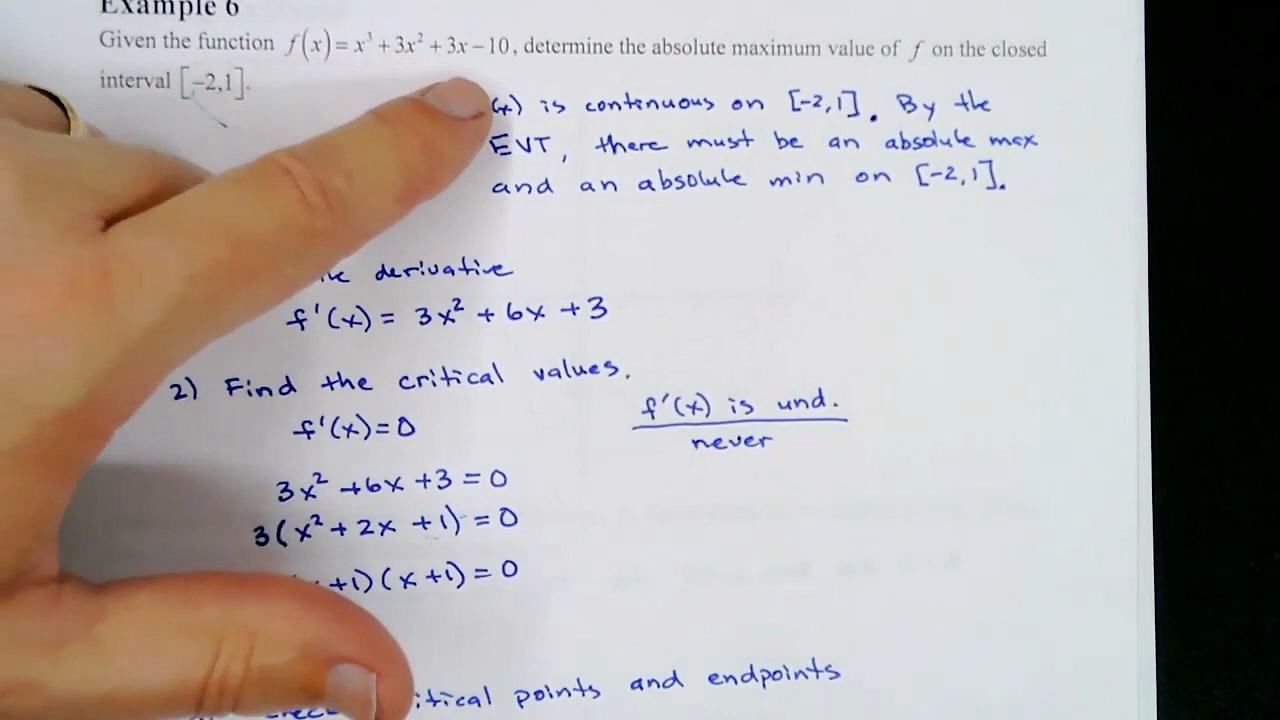 Example 6
Given the function f(x) = x³ + 3x² + 3x − 10, determine the absolute maximum value of f on the closed
interval [−2,1].
(x) is continuous on [-2,1]. By the
EVT, there must be an absolute max
and an absolute min on [-2,1].
derivative
f'(x) = 3x² + 6x + 3
2) Find the critical values.
f'(x) = 0
f'(x) is und.
never
3x² + 6x + 3 = 0
3(x² + 2x + 1) = 0
+1)(x+1) = 0
itical points and endpoints